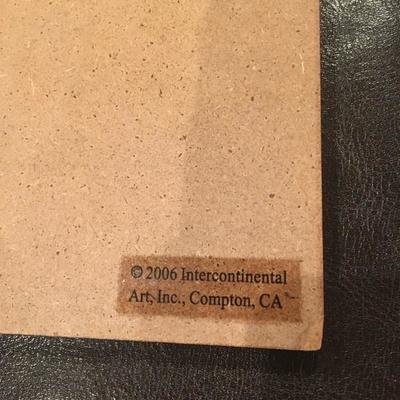 © 2006 Intercontinental
Art, Inc., Compton, CA